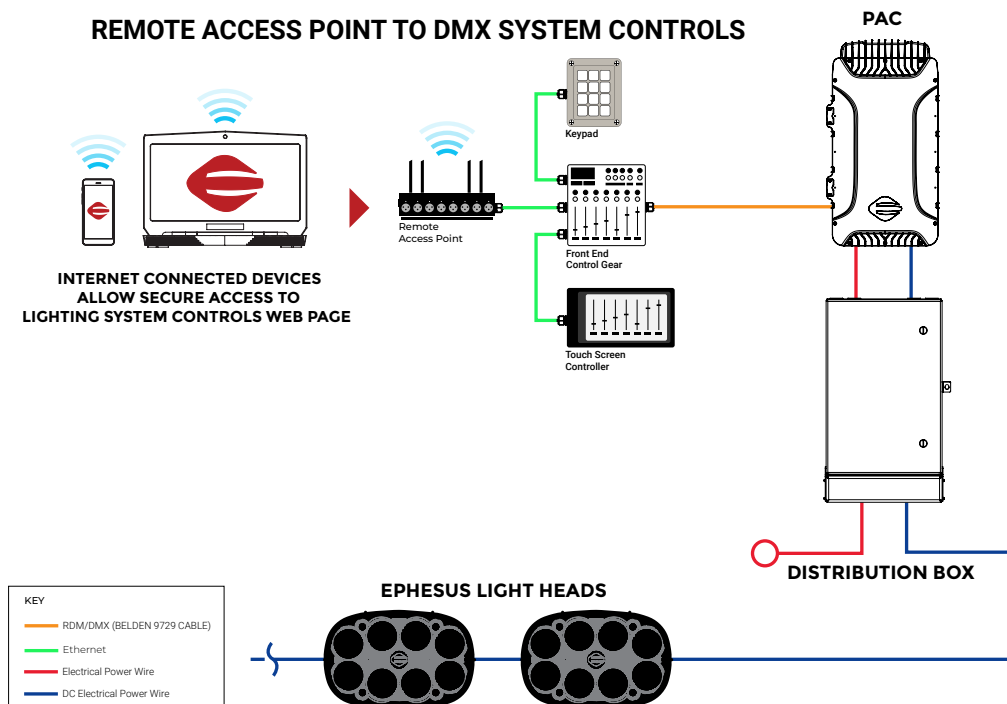 REMOTE ACCESS POINT TO DMX SYSTEM CONTROLS
PAC
Keypad
Remote
Access Point
Front End
Control Gear
INTERNET CONNECTED DEVICES
ALLOW SECURE ACCESS TO
LIGHTING SYSTEM CONTROLS WEB PAGE
Touch Screen
Controller
DISTRIBUTION BOX
EPHESUS LIGHT HEADS
KEY
RDM/DMX (BELDEN 9729 CABLE)
Ethernet
Electrical Power Wire
DC Electrical Power Wire